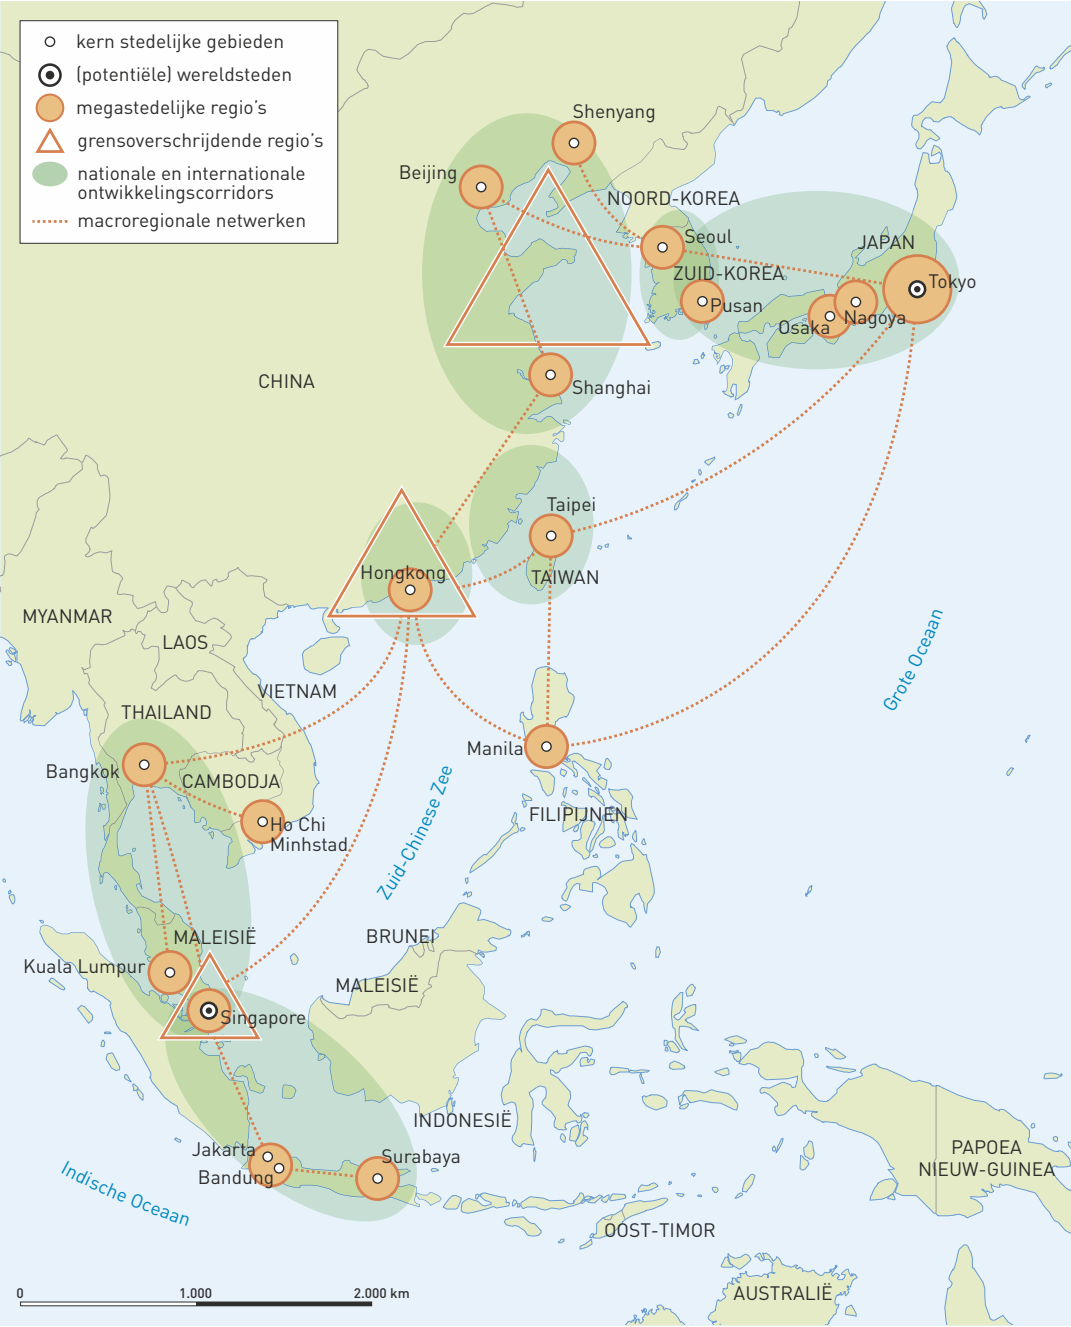 kern stedelijke gebieden
(potentiële) wereldsteden
megastedelijke regio's
grensoverschrijdende regio's
nationale en internationale
ontwikkelingscorridors
macroregionale netwerken
Shenyang
Beijing
NOORD-KOREA
Seoul
JAPAN
ZUID-KOREA
Tokyo
Pusan
Nagoya
Osaka
CHINA
Shanghai
Taipei
Hongkong
TAIWAN
MYANMAR
LAOS
Grote Oceaan
VIETNAM
THAILAND
Manila
Bangkok
CAMBODJA
Zuid-Chinese Zee
FILIPIJNEN
Ho Chi
Minhstad
MALEISIË
BRUNEI
Kuala Lumpur
MALEISIË
Singapore
INDONESIË
Jakarta
Surabaya
Bandung
PAPOEA
NIEUW-GUINEA
Indische Oceaan
OOST-TIMOR
AUSTRALIË
0 1.000 2.000 km